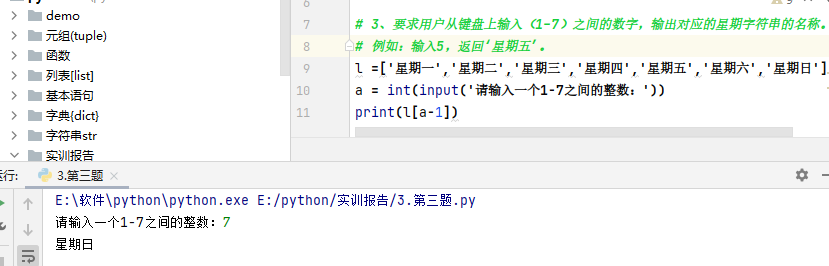 demo
元组(tuple)
函数
列表[list]
基本语句
字典{dict}
字符串str
实训报告
6
7 # 3、要求用户从键盘上输入（1-7）之间的数字，输出对应的星期字符串的名称。
8 # 例如：输入5，返回‘星期五’。
9 l =['星期一','星期二','星期三','星期四','星期五','星期六','星期日']
10 a = int(input('请输入一个1-7之间的整数：'))
11 print(l[a-1])
运行: 3.第三题
E:\软件\python\python.exe E:/python/实训报告/3.第三题.py
请输入一个1-7之间的整数：7
星期日